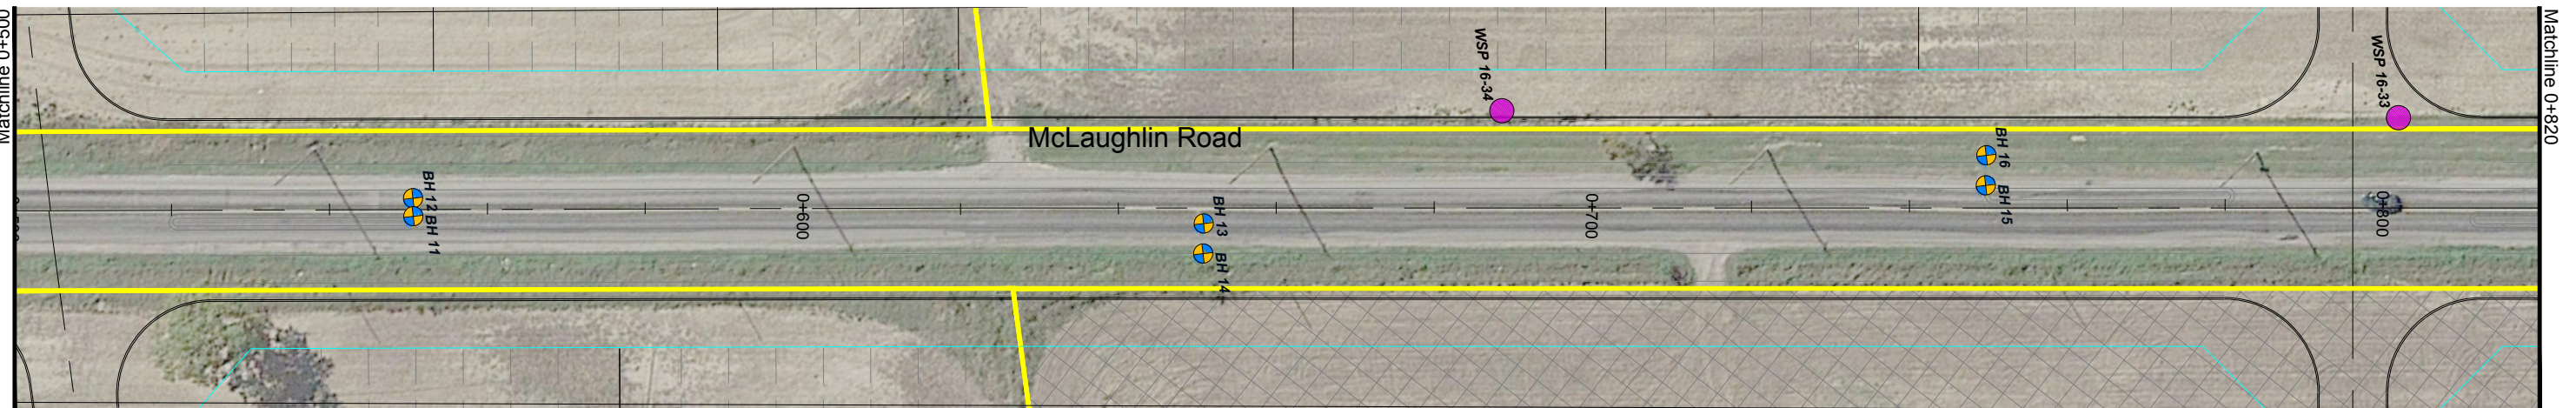 Matchline 0+500
WSP 16-34
WSP 16-33
Matchline 0+820
McLaughlin Road
BH 12
BH 11
0+600
BH 13
BH 14
0+700
BH 16
BH 15
0+800